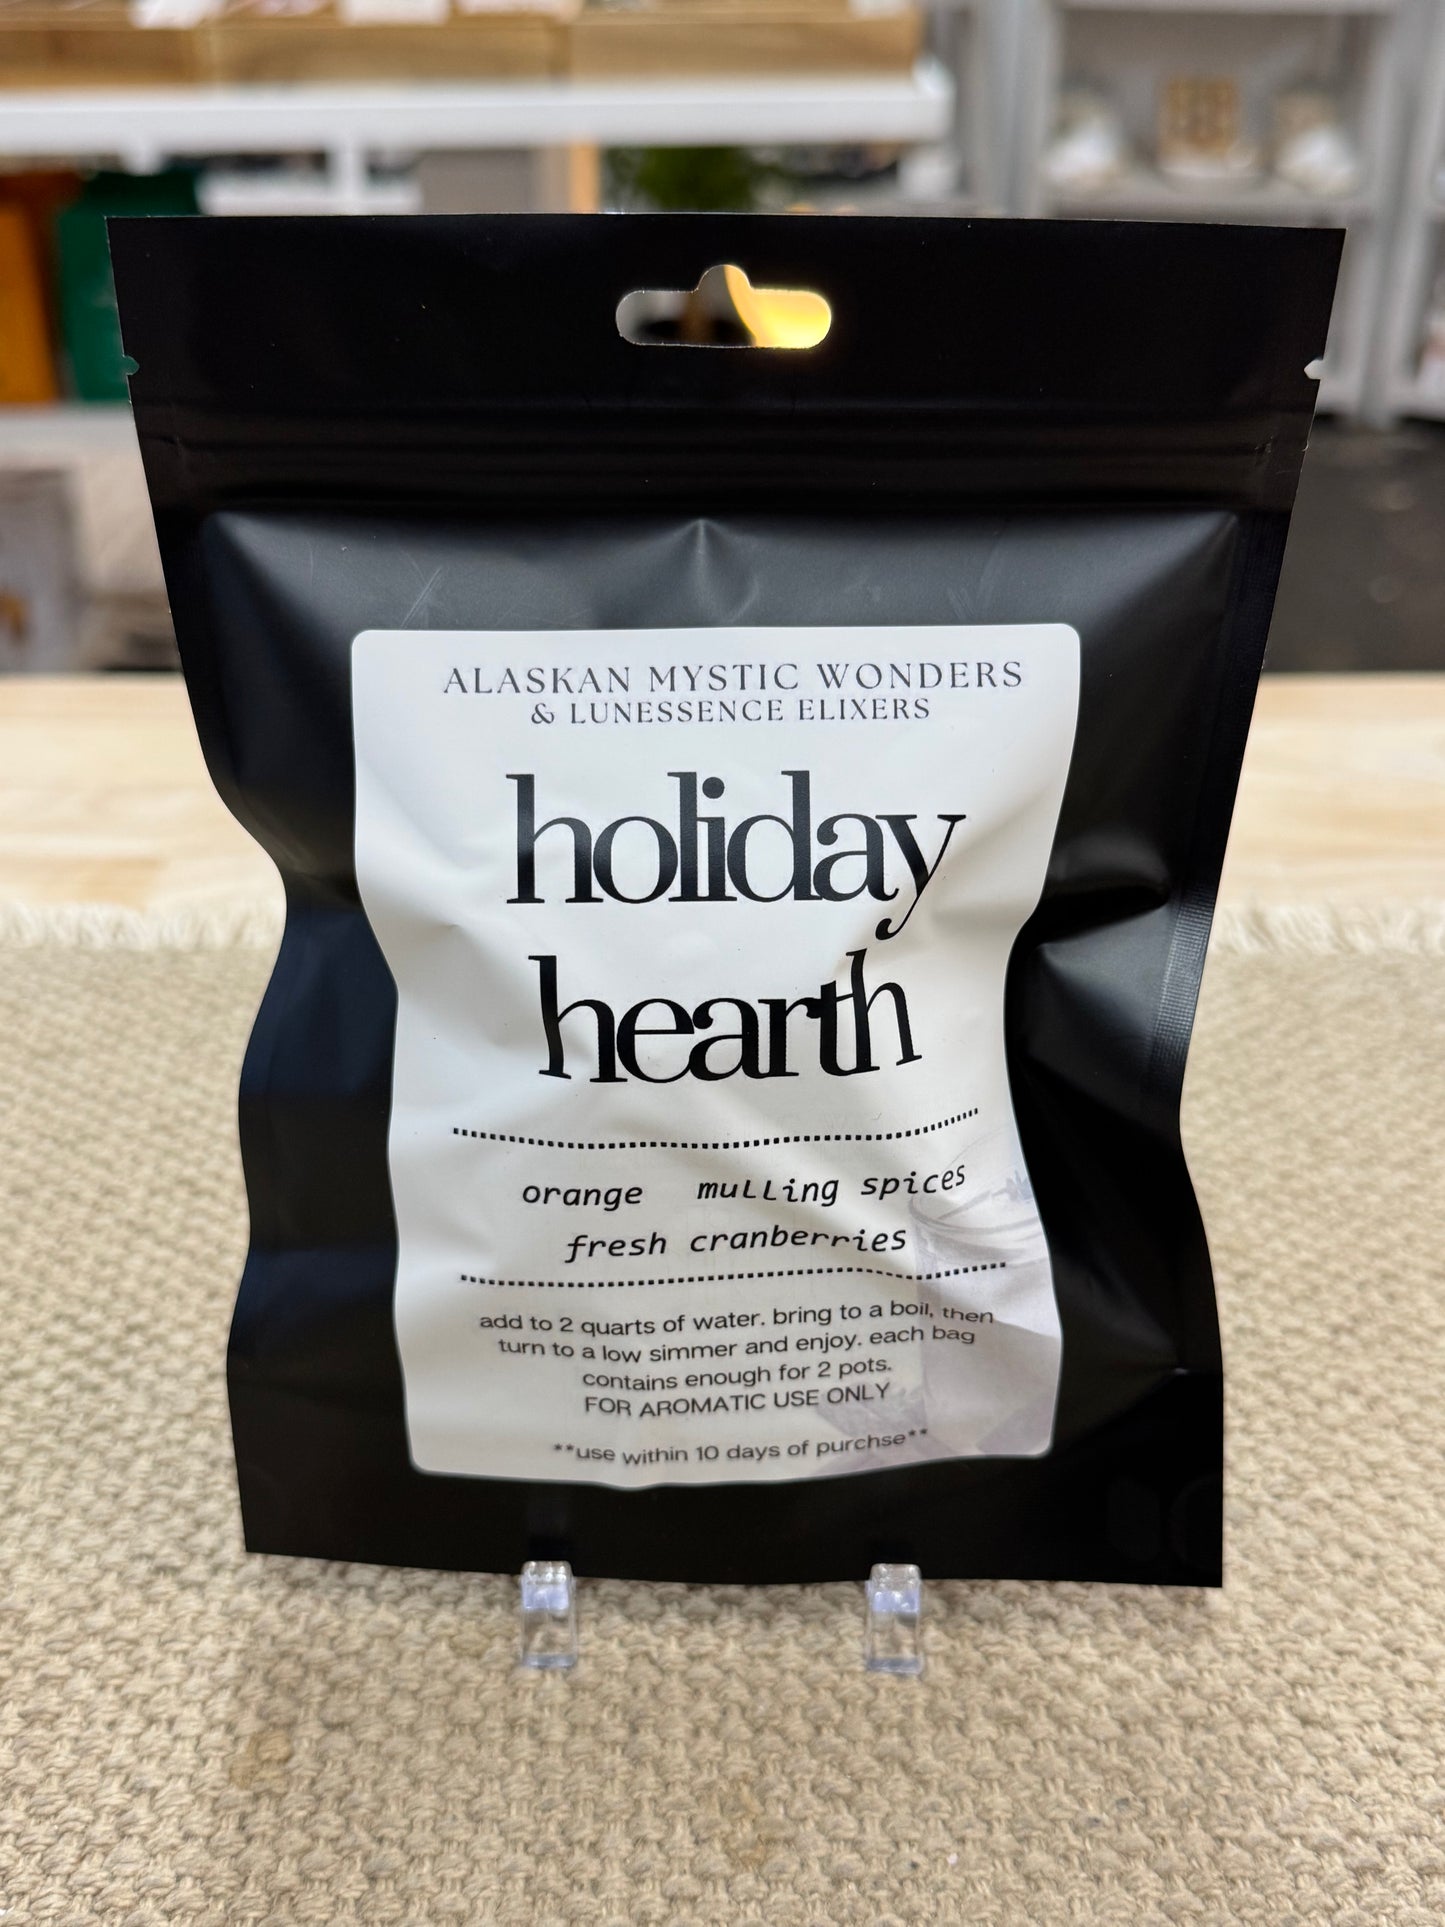 ALASKAN MYSTIC WONDERS
& LUNESSENCE ELIXERS
holiday
hearth
orange mulling spices
fresh cranberries
add to 2 quarts of water. bring to a boil, then
turn to a low simmer and enjoy. each bag
contains enough for 2 pots.
FOR AROMATIC USE ONLY
**use within 10 days of purchse**